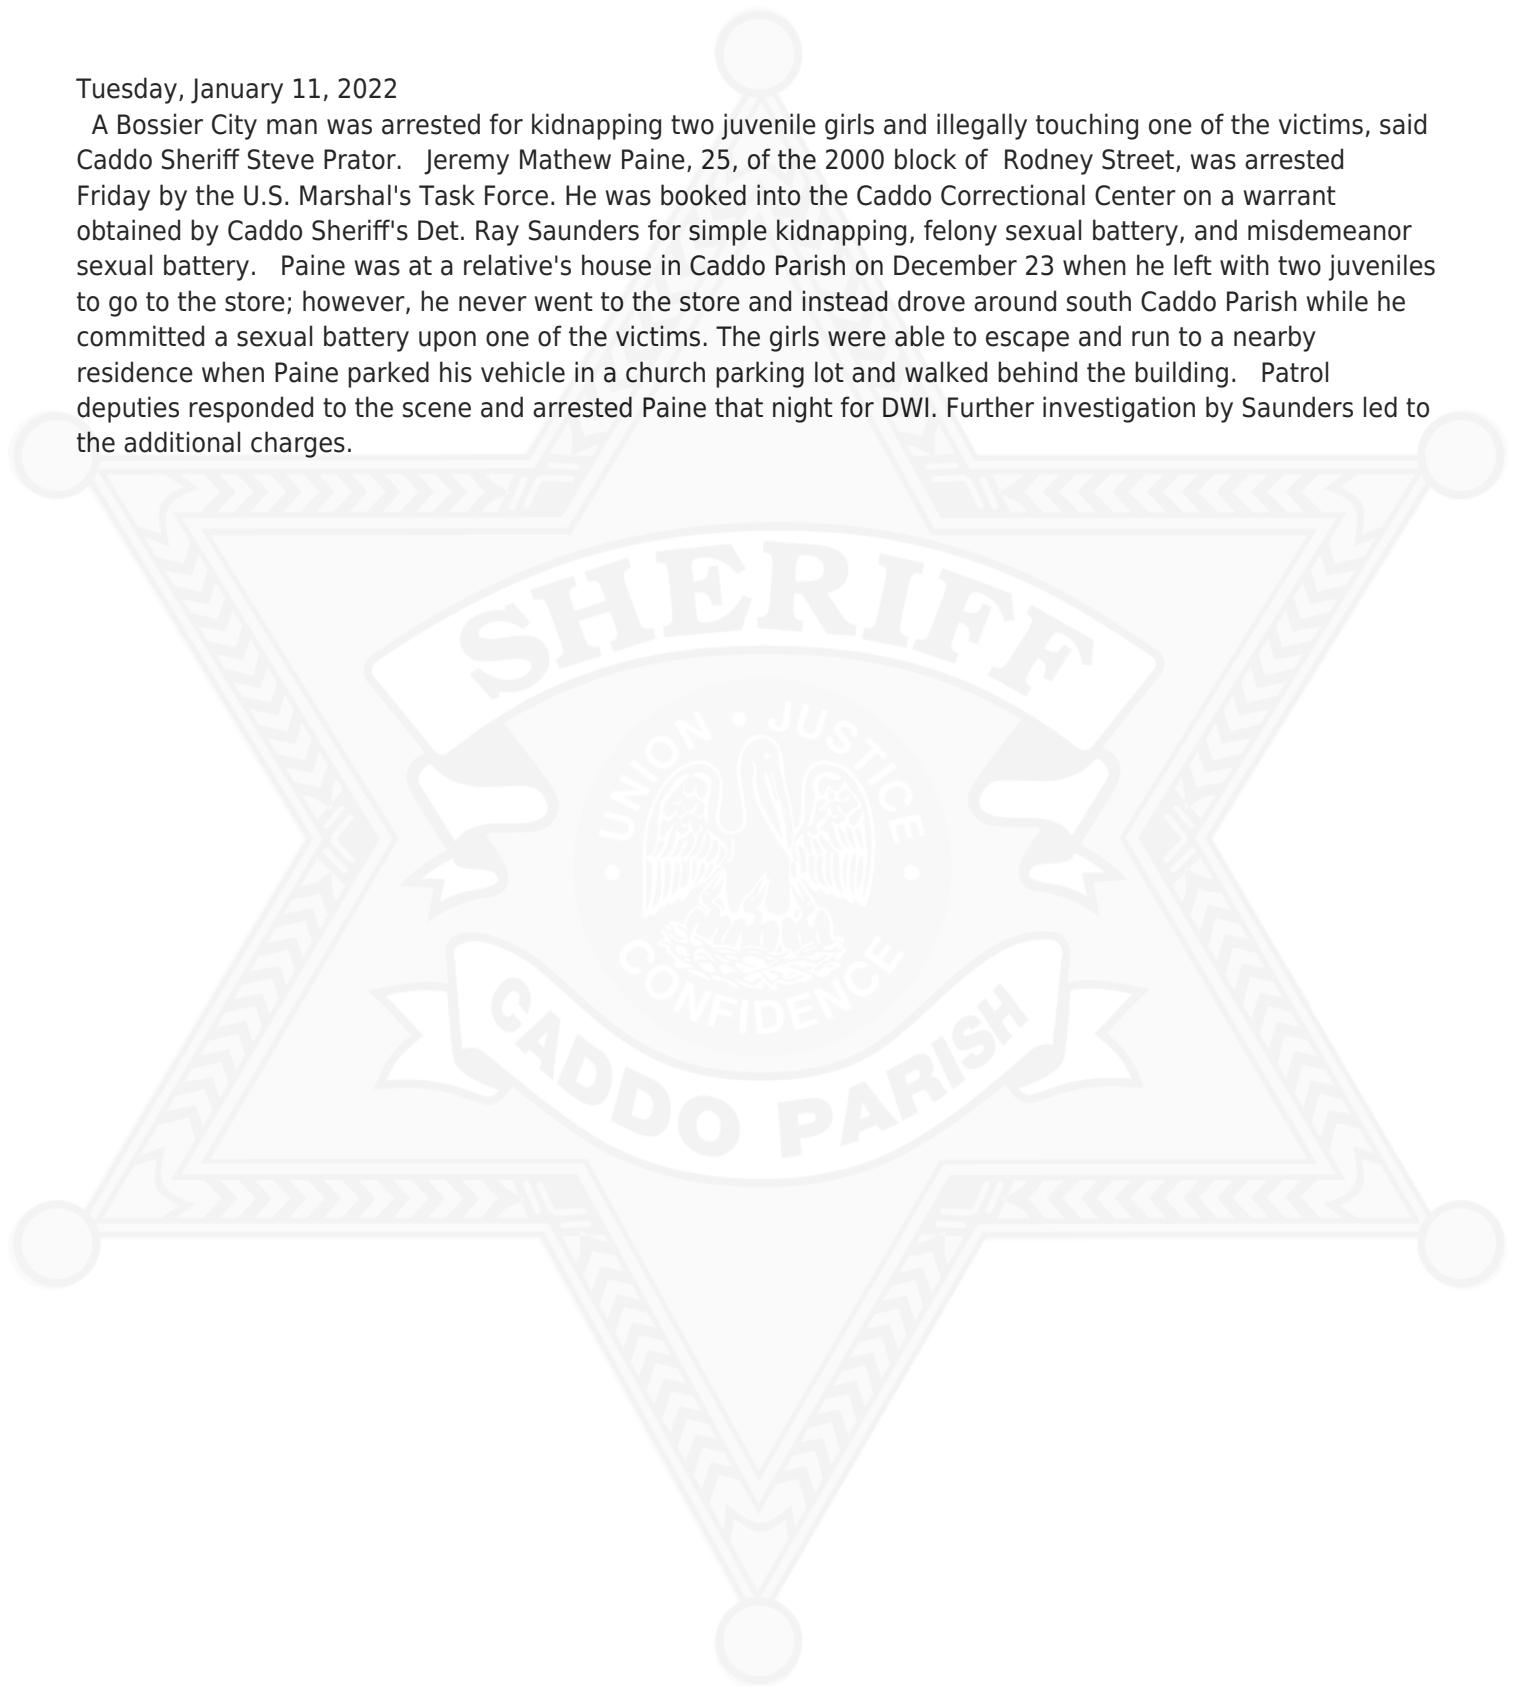 Tuesday, January 11, 2022
A Bossier City man was arrested for kidnapping two juvenile girls and illegally touching one of the victims, said
Caddo Sheriff Steve Prator.   Jeremy Mathew Paine, 25, of the 2000 block of  Rodney Street, was arrested
Friday by the U.S. Marshal's Task Force. He was booked into the Caddo Correctional Center on a warrant
obtained by Caddo Sheriff's Det. Ray Saunders for simple kidnapping, felony sexual battery, and misdemeanor
sexual battery.   Paine was at a relative's house in Caddo Parish on December 23 when he left with two juveniles
to go to the store; however, he never went to the store and instead drove around south Caddo Parish while he
committed a sexual battery upon one of the victims. The girls were able to escape and run to a nearby
residence when Paine parked his vehicle in a church parking lot and walked behind the building.   Patrol
deputies responded to the scene and arrested Paine that night for DWI. Further investigation by Saunders led to
the additional charges.
SHERIFF
UNION • JUSTICE
• CONFIDENCE •
CADDO PARISH